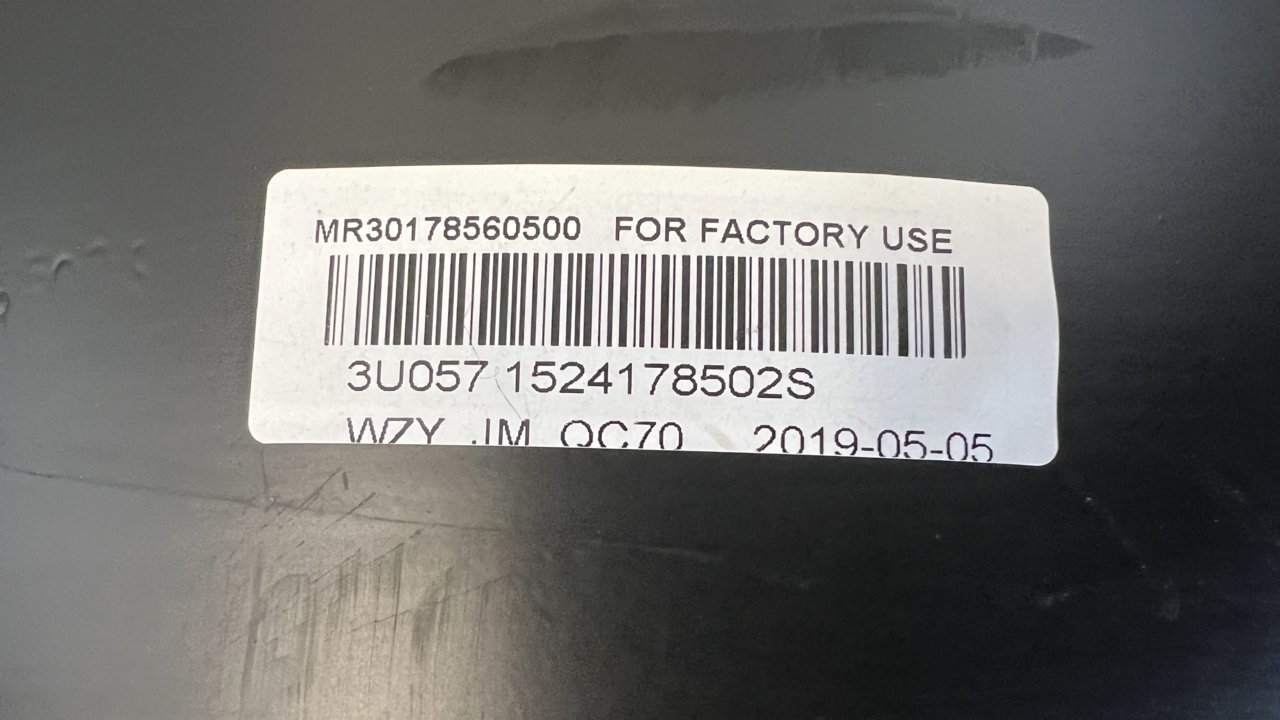 MR30178560500 FOR FACTORY USE
3U057 1524178502S
WZY JM QC70 2019-05-05